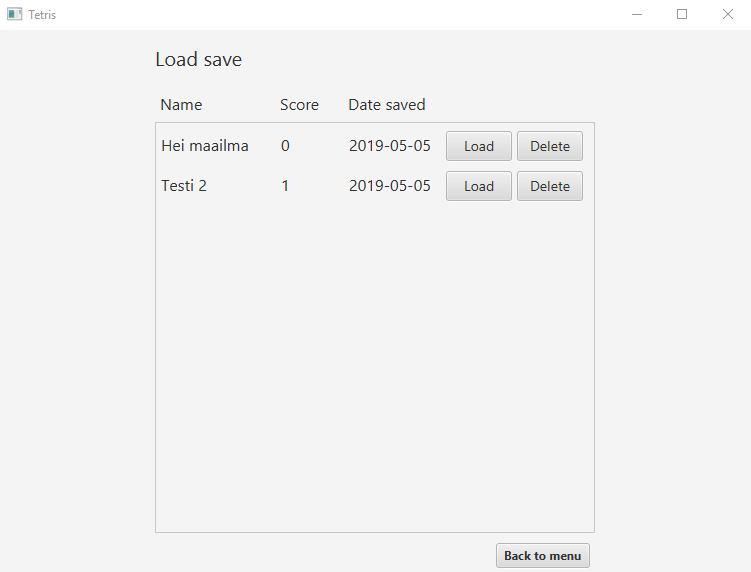 Tetris
Load save
Name Score Date saved
Hei maailma 0 2019-05-05 Load Delete
Testi 2 1 2019-05-05 Load Delete
Back to menu